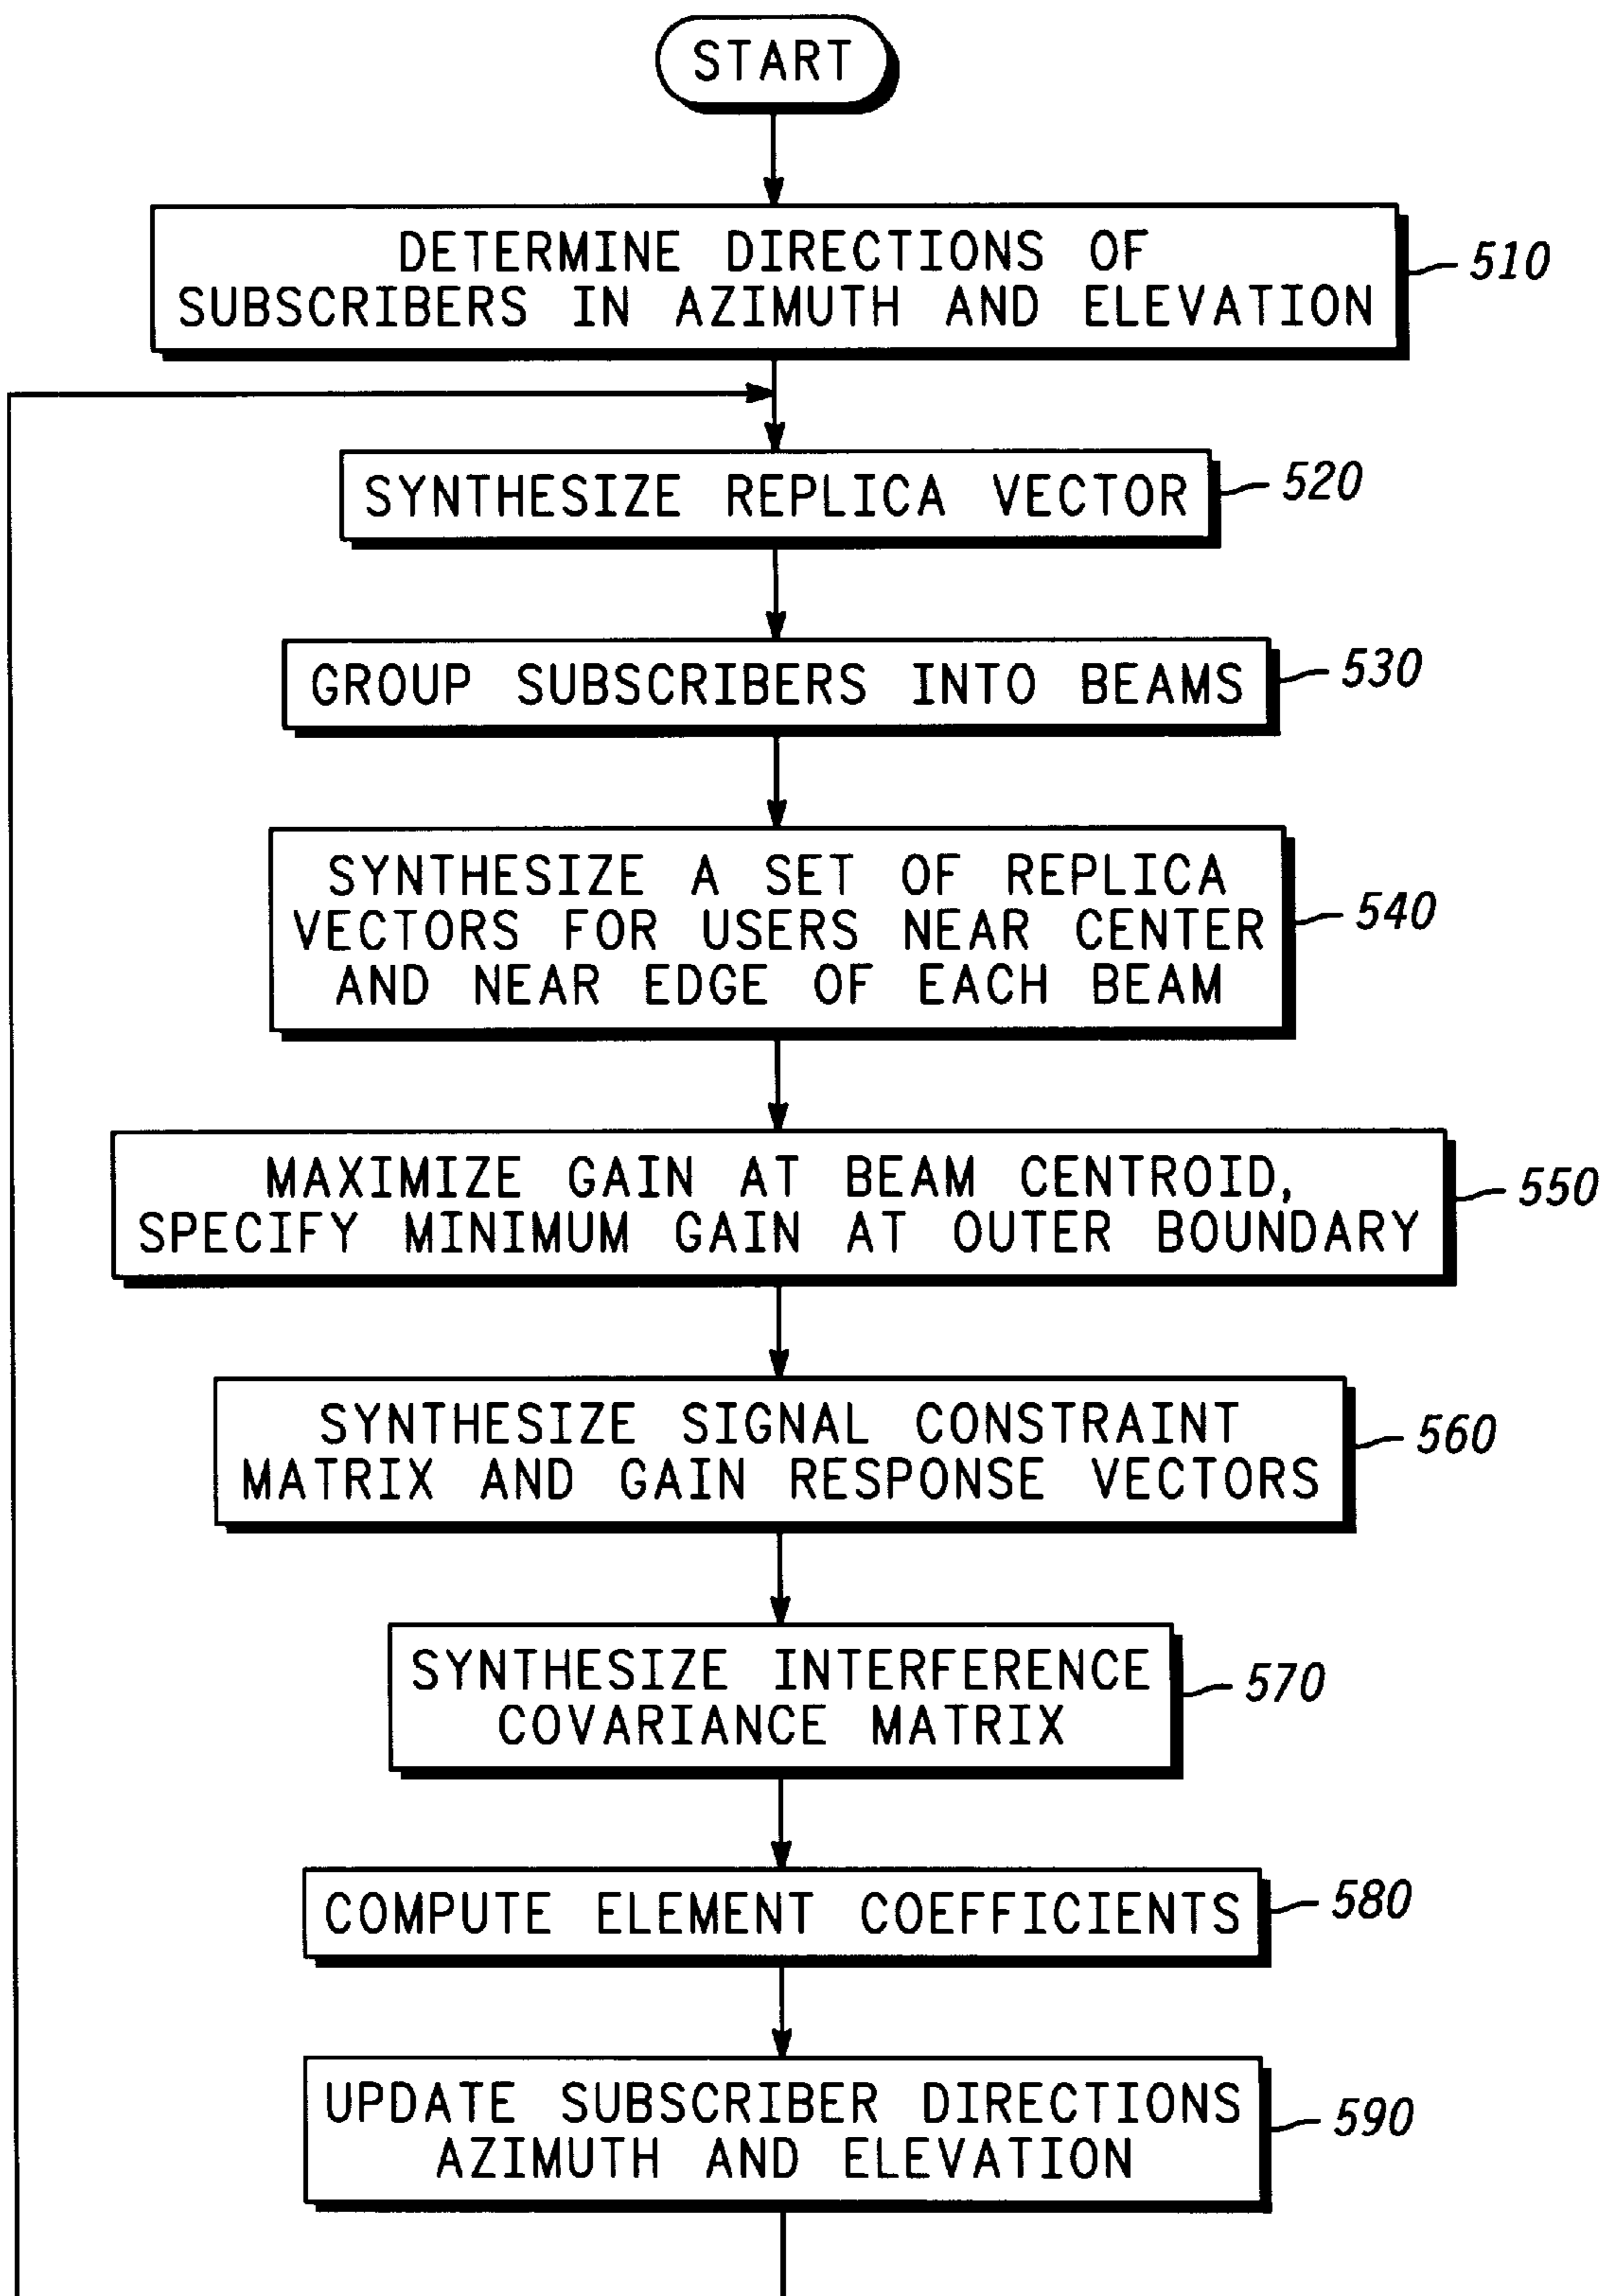 START
DETERMINE DIRECTIONS OF
SUBSCRIBERS IN AZIMUTH AND ELEVATION
510
SYNTHESIZE REPLICA VECTOR
520
GROUP SUBSCRIBERS INTO BEAMS
530
SYNTHESIZE A SET OF REPLICA
VECTORS FOR USERS NEAR CENTER
AND NEAR EDGE OF EACH BEAM
540
MAXIMIZE GAIN AT BEAM CENTROID,
SPECIFY MINIMUM GAIN AT OUTER BOUNDARY
550
SYNTHESIZE SIGNAL CONSTRAINT
MATRIX AND GAIN RESPONSE VECTORS
560
SYNTHESIZE INTERFERENCE
COVARIANCE MATRIX
570
COMPUTE ELEMENT COEFFICIENTS
580
UPDATE SUBSCRIBER DIRECTIONS
AZIMUTH AND ELEVATION
590